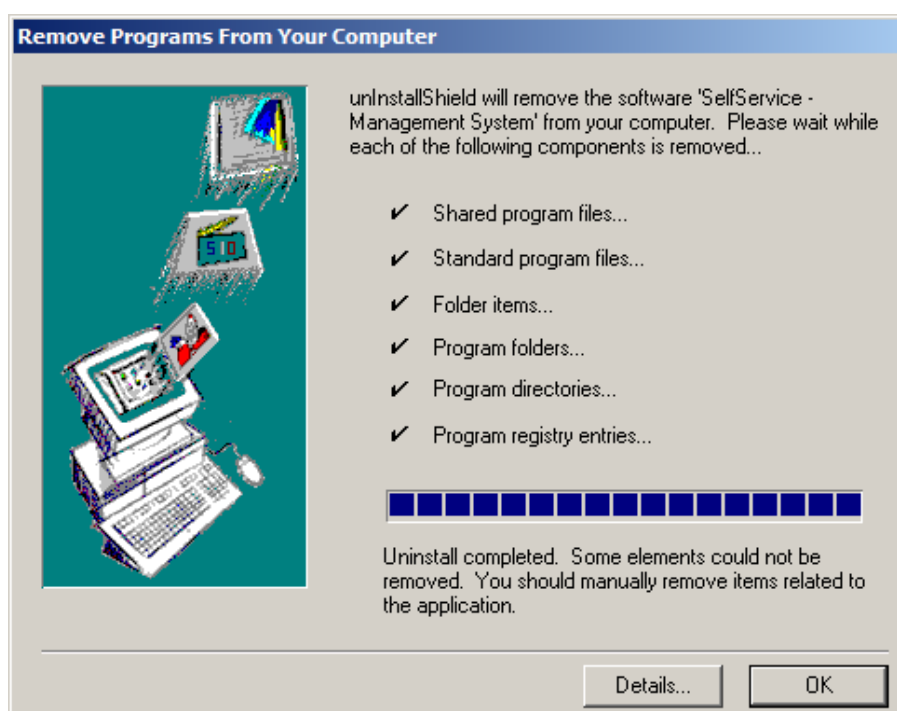 Remove Programs From Your Computer
unInstallShield will remove the software 'SelfService -
Management System' from your computer.  Please wait while
each of the following components is removed...
✔ Shared program files...
✔ Standard program files...
✔ Folder items...
✔ Program folders...
✔ Program directories...
✔ Program registry entries...
Uninstall completed.  Some elements could not be
removed.  You should manually remove items related to
the application.
Details...
OK